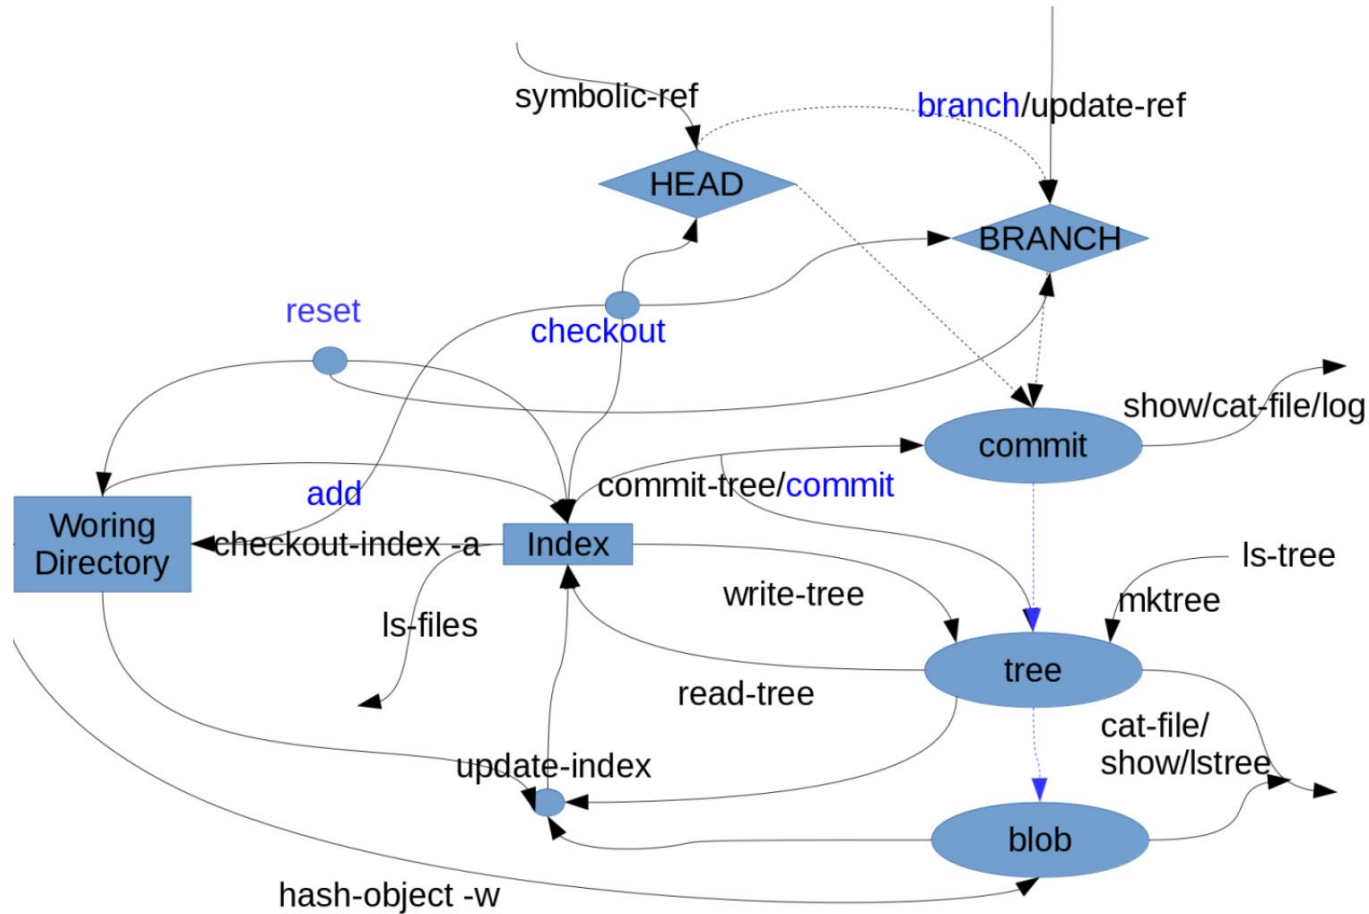 symbolic-ref
branch/update-ref
HEAD
BRANCH
reset
checkout
show/cat-file/log
commit
add
commit-tree/commit
Woring
Directory
checkout-index -a
Index
ls-tree
write-tree
mktree
ls-files
tree
read-tree
cat-file/
show/lstree
update-index
blob
hash-object -w